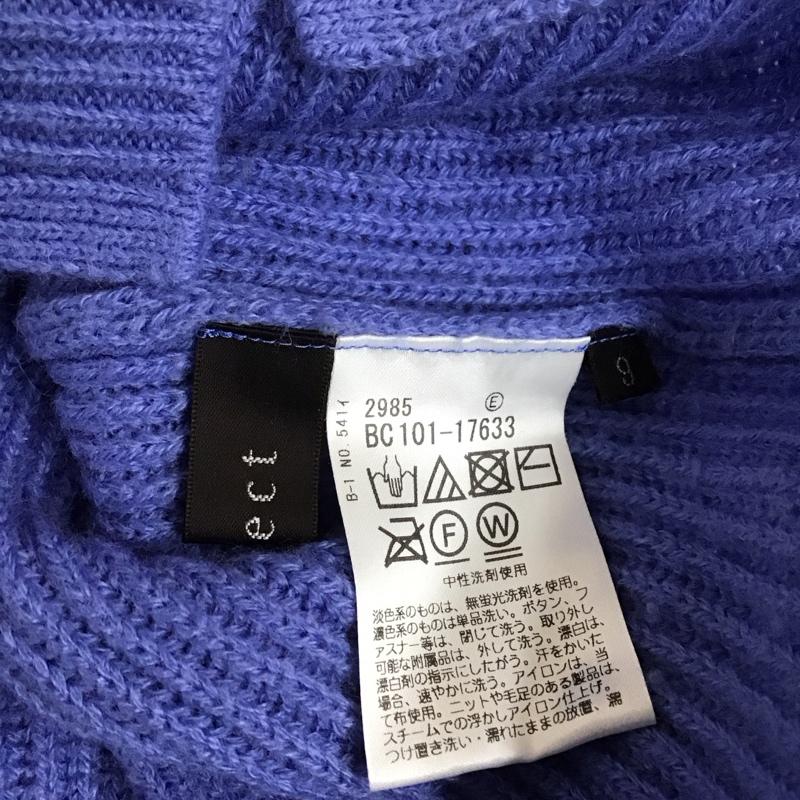 ect
B-1 NO.541イ
2985 Ⓔ
BC101-17633
F W
中性洗剤使用
淡色系のものは、無蛍光洗剤を使用。
濃色系のものは単品洗い。ボタン、フ
ァスナー等は、閉じて洗う。取り外し
可能な附属品は、外して洗う。漂白は、
漂白剤の指示にしたがう。汗をかいた
場合、速やかに洗う。アイロンは、当
て布使用。ニットや毛足のある製品は、
スチームでの浮かしアイロン仕上げ。
つけ置き洗い・濡れたままの放置、濡
9